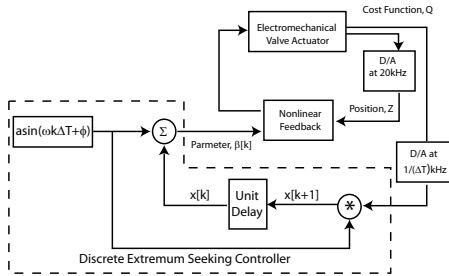 Cost Function, Q
Electromechanical
Valve Actuator
D/A
at 20kHz
Nonlinear
Feedback
Position, Z
asin(ωkΔT+ϕ)
Σ
Parmeter, β[k]
D/A at
1/(ΔT)kHz
x[k]
Unit
Delay
x[k+1]
*
Discrete Extremum Seeking Controller